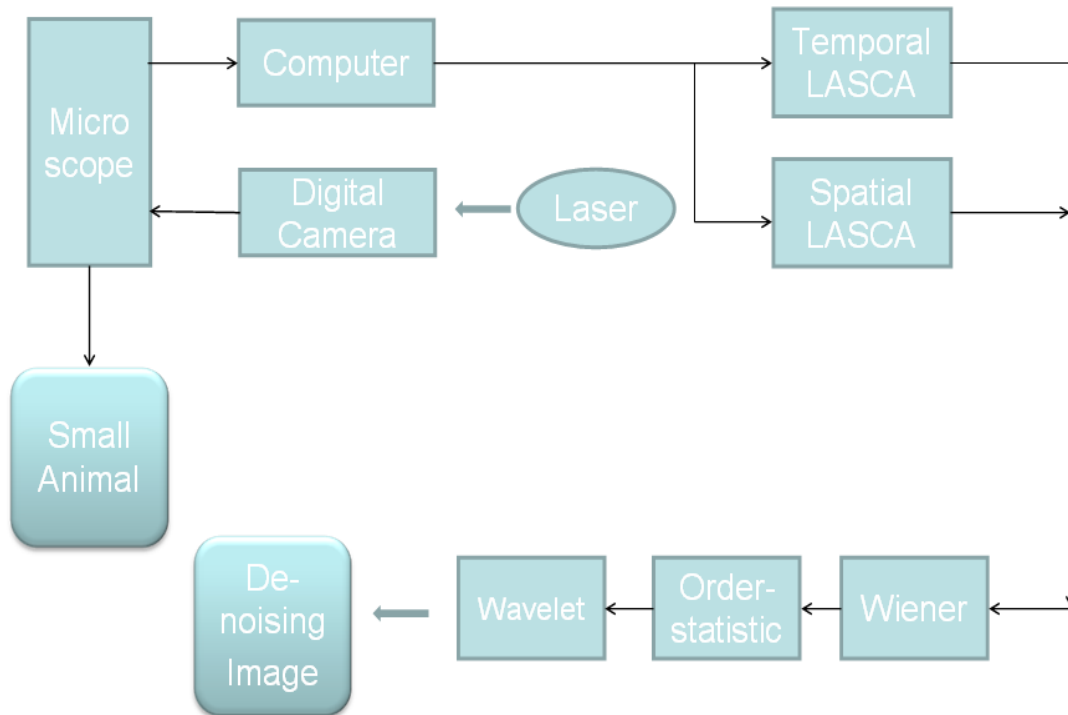 Micro
scope
Computer
Temporal
LASCA
Digital
Camera
Laser
Spatial
LASCA
Small
Animal
De-
noising
Image
Wavelet
Order-
statistic
Wiener